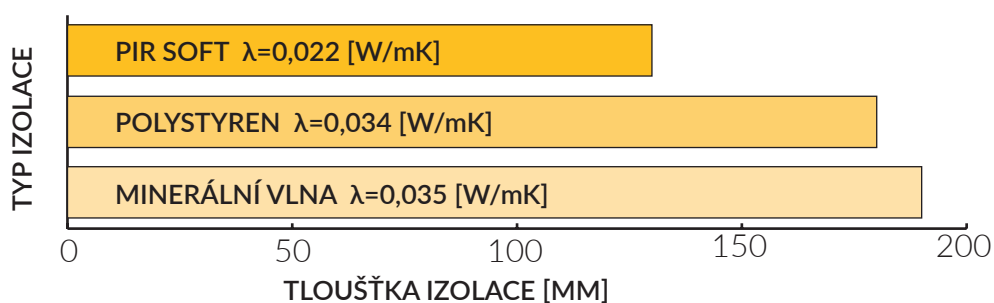 TYP IZOLACE
PIR SOFT λ=0,022 [W/mK]
POLYSTYREN λ=0,034 [W/mK]
MINERÁLNÍ VLNA λ=0,035 [W/mK]
0 50 100 150 200
TLOUŠŤKA IZOLACE [MM]